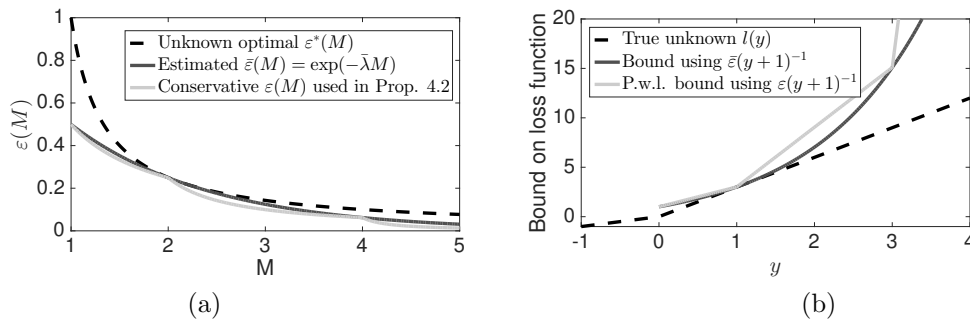 1
0.8
0.6
0.4
0.2
0
1 2 3 4 5
M
ε(M)
Unknown optimal ε*(M)
Estimated ε̄(M) = exp(−λ̄M)
Conservative ε(M) used in Prop. 4.2
(a)
20
15
10
5
0
-1 0 1 2 3 4
y
Bound on loss function
True unknown l(y)
Bound using ε̄(y + 1)⁻¹
P.w.l. bound using ε(y + 1)⁻¹
(b)